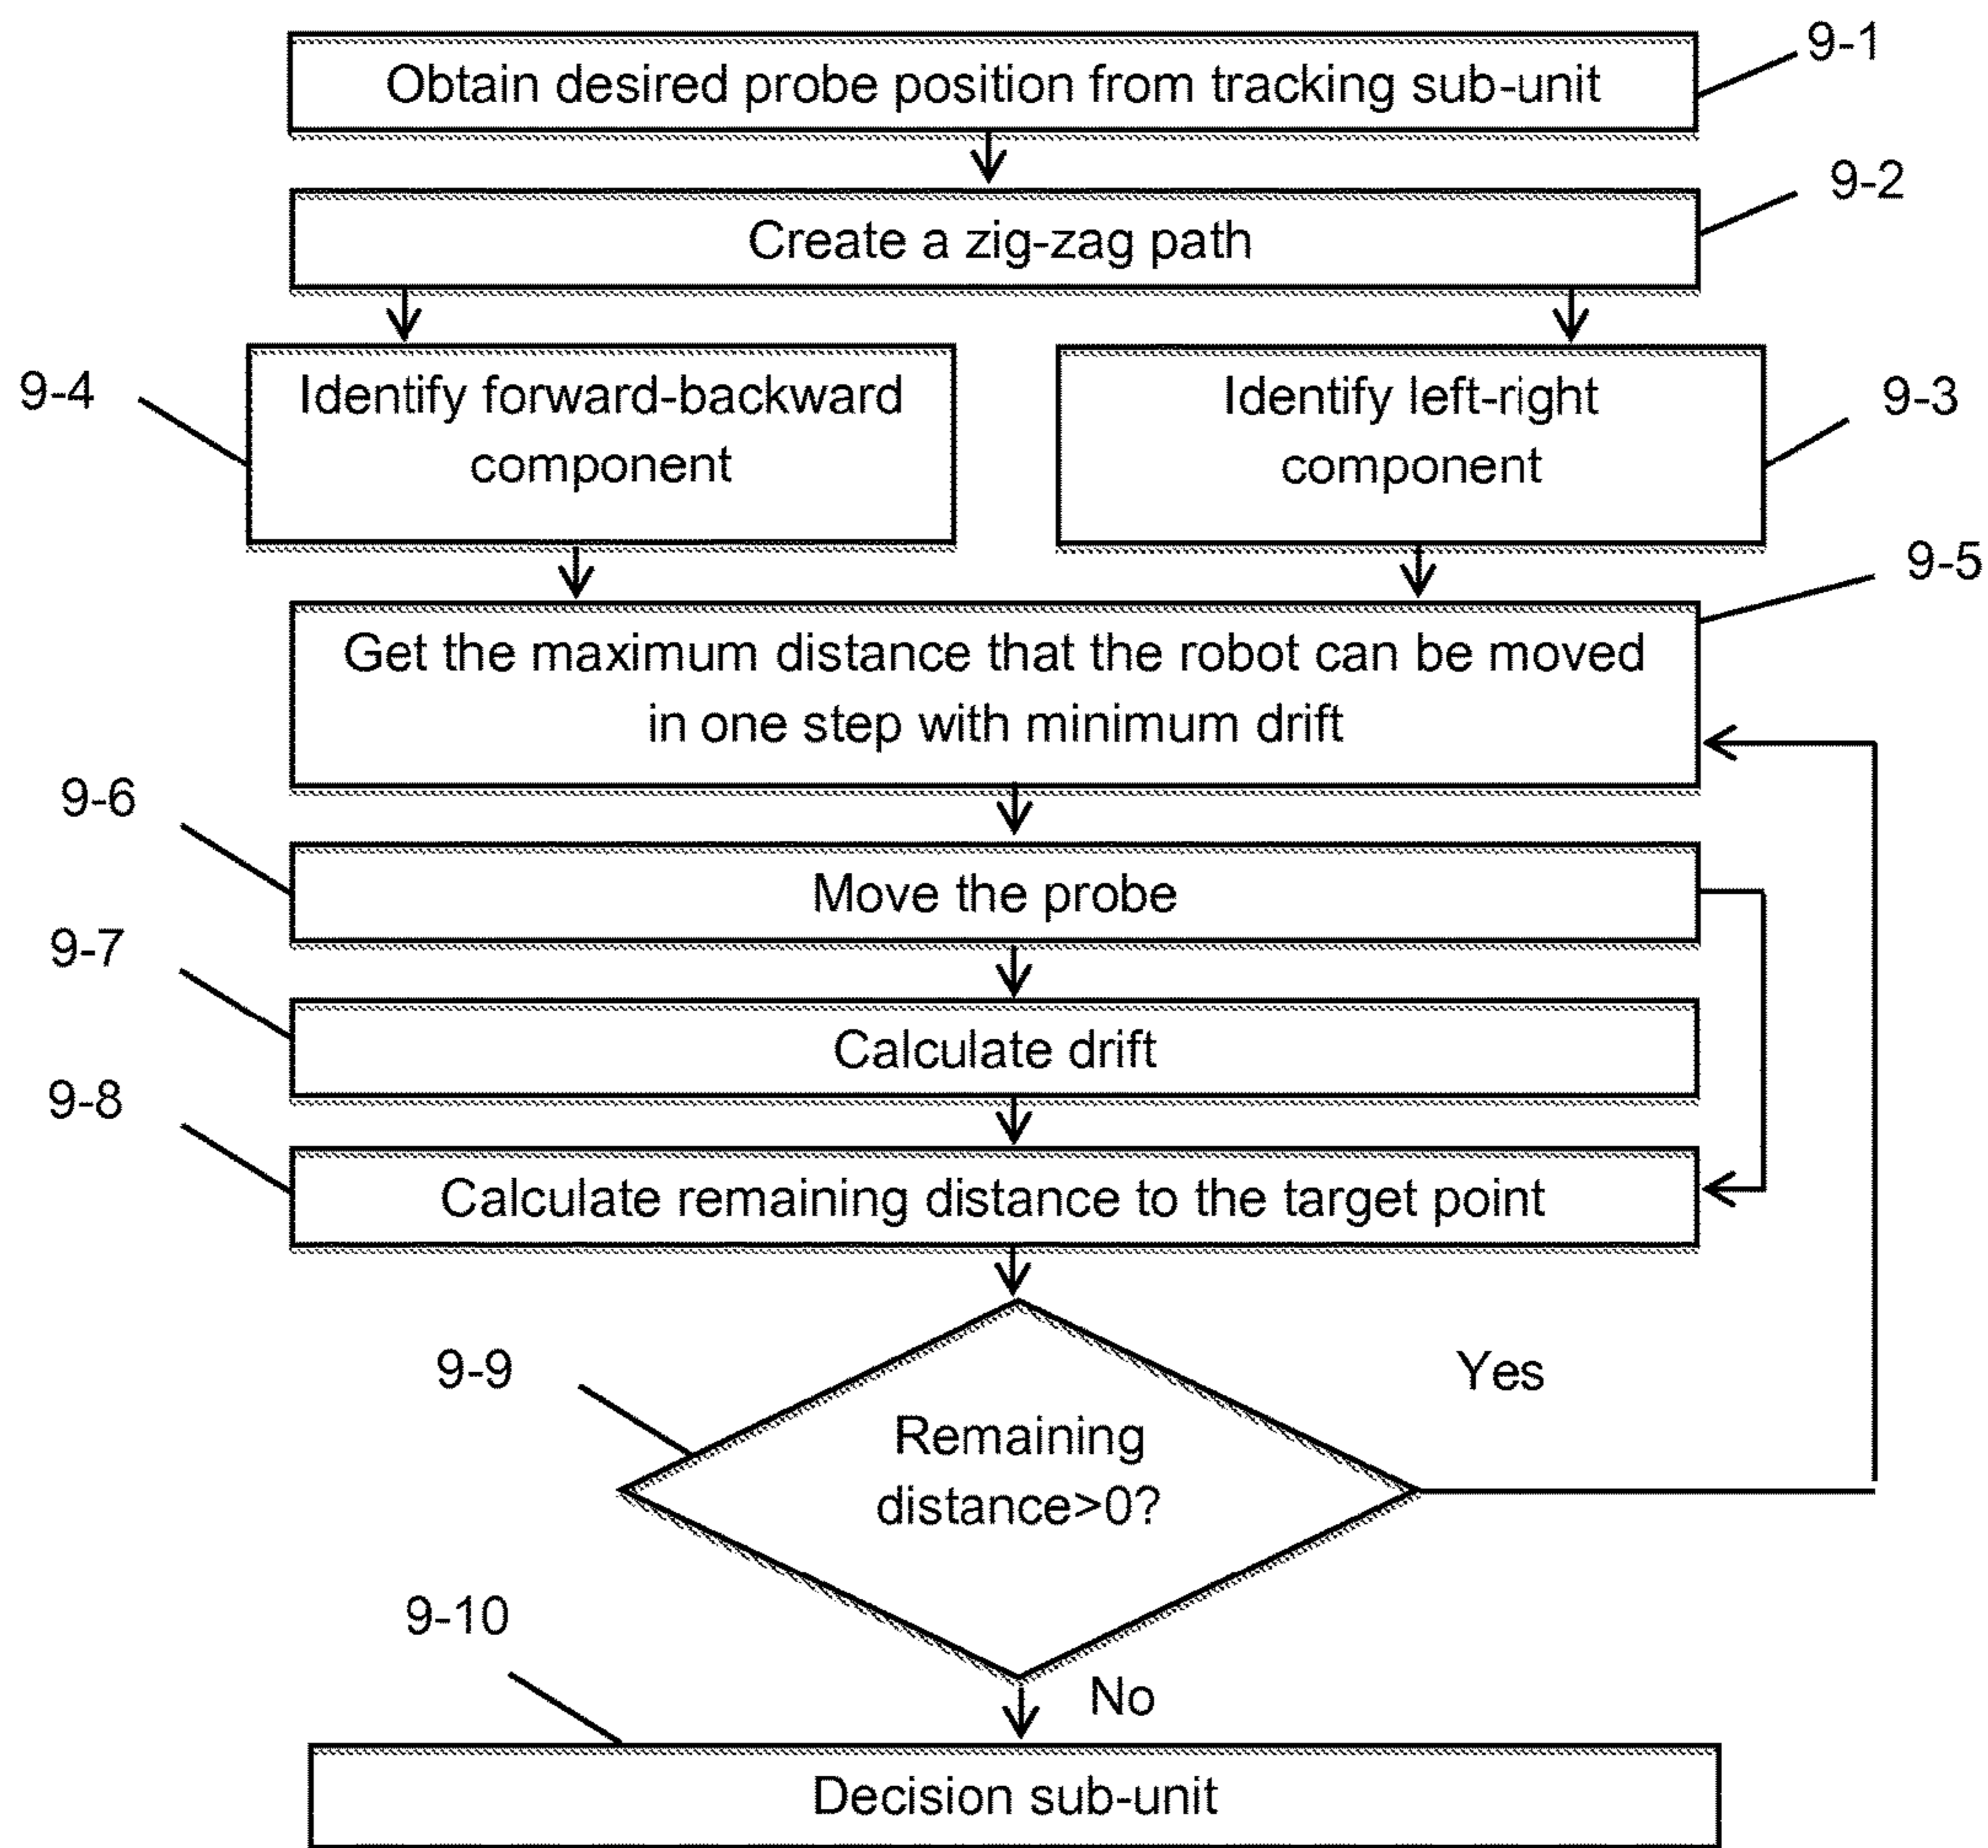 9-1
Obtain desired probe position from tracking sub-unit
9-2
Create a zig-zag path
9-4
Identify forward-backward
component
Identify left-right
component
9-3
9-5
Get the maximum distance that the robot can be moved
in one step with minimum drift
9-6
Move the probe
9-7
Calculate drift
9-8
Calculate remaining distance to the target point
9-9
Remaining
distance>0?
Yes
9-10
No
Decision sub-unit